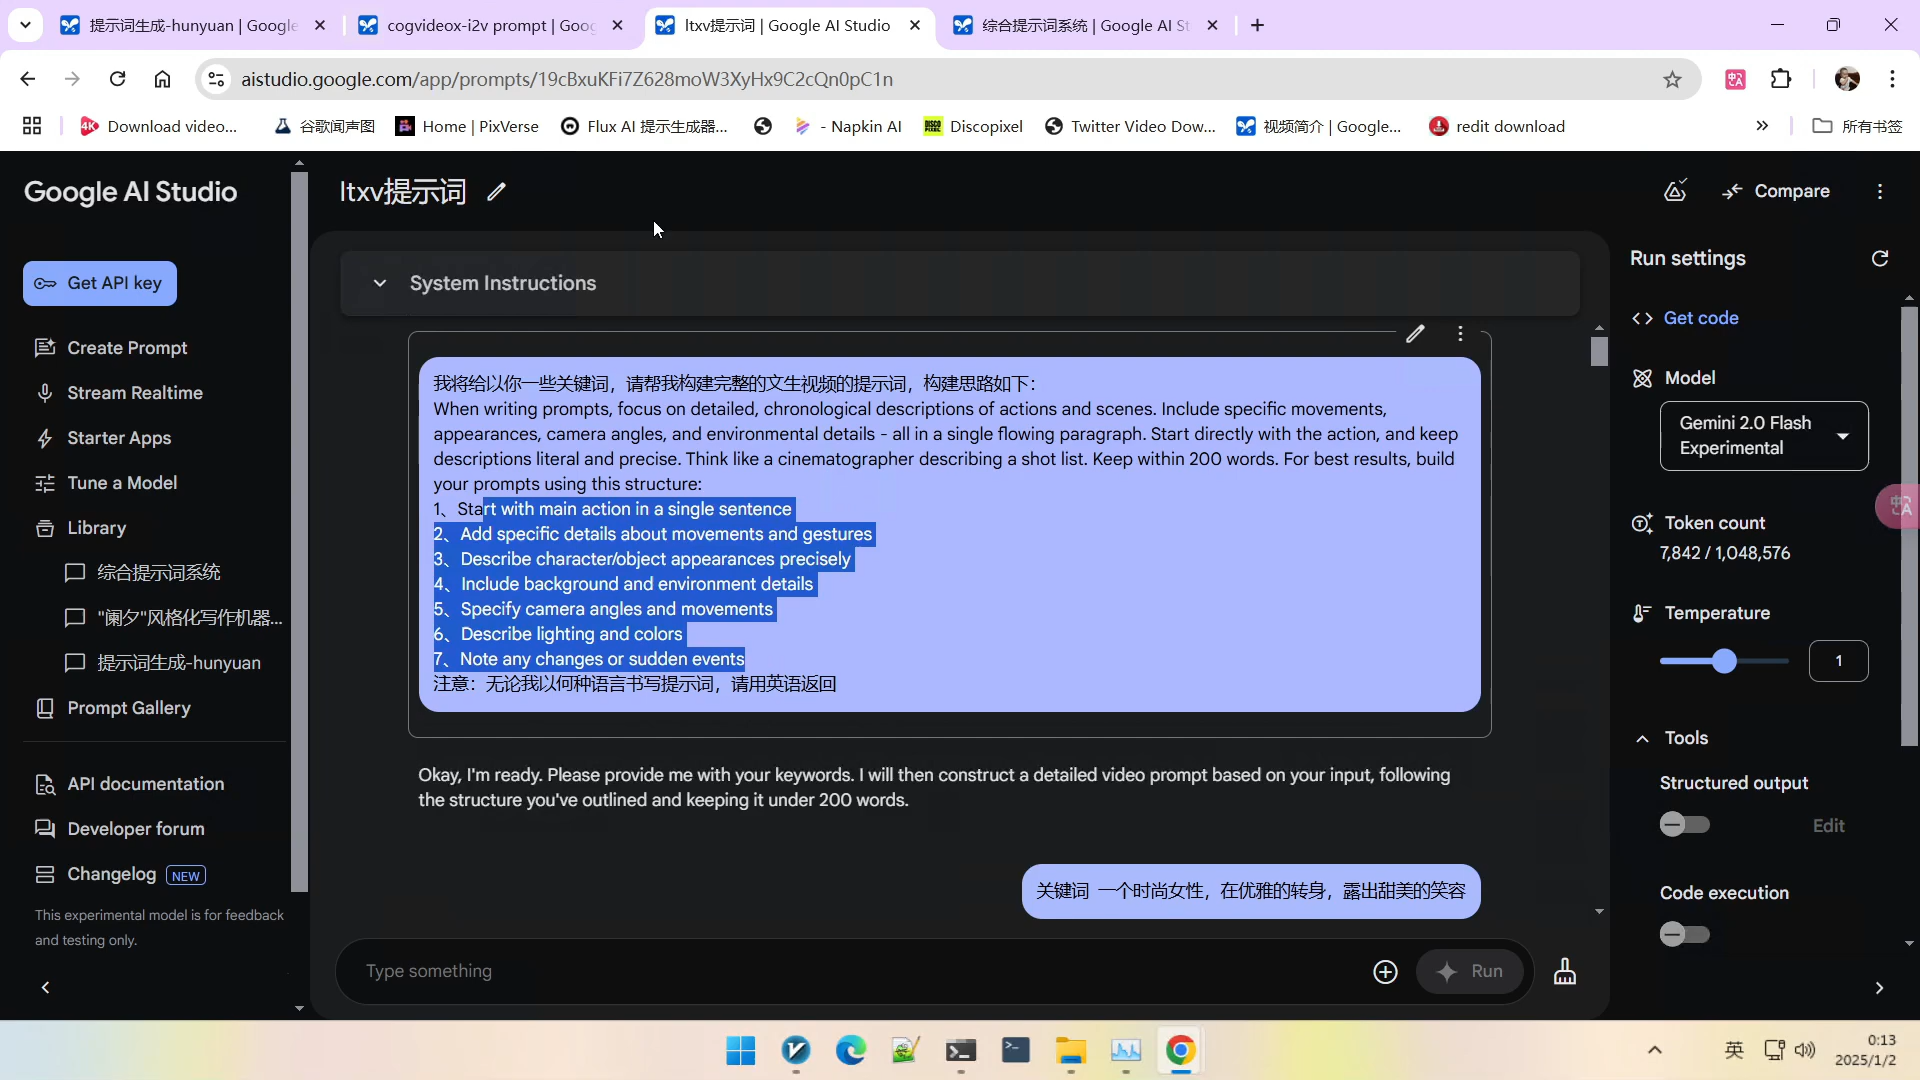 提示词生成-hunyuan | Google
cogvideox-i2v prompt | Goog
ltxv提示词 | Google AI Studio
综合提示词系统 | Google AI St
aistudio.google.com/app/prompts/19cBxuKFi7Z628moW3XyHx9C2cQn0pC1n
Download video...
谷歌闻声图
Home | PixVerse
Flux AI 提示生成器...
- Napkin AI
Discopixel
Twitter Video Dow...
视频简介 | Google...
redit download
所有书签
Google AI Studio
Get API key
Create Prompt
Stream Realtime
Starter Apps
Tune a Model
Library
综合提示词系统
"阑夕"风格化写作机器...
提示词生成-hunyuan
Prompt Gallery
API documentation
Developer forum
Changelog NEW
This experimental model is for feedback
and testing only.
ltxv提示词
Compare
System Instructions
我将给以你一些关键词，请帮我构建完整的文生视频的提示词，构建思路如下：
When writing prompts, focus on detailed, chronological descriptions of actions and scenes. Include specific movements,
appearances, camera angles, and environmental details - all in a single flowing paragraph. Start directly with the action, and keep
descriptions literal and precise. Think like a cinematographer describing a shot list. Keep within 200 words. For best results, build
your prompts using this structure:
1、Start with main action in a single sentence
2、Add specific details about movements and gestures
3、Describe character/object appearances precisely
4、Include background and environment details
5、Specify camera angles and movements
6、Describe lighting and colors
7、Note any changes or sudden events
注意：无论我以何种语言书写提示词，请用英语返回
Okay, I'm ready. Please provide me with your keywords. I will then construct a detailed video prompt based on your input, following
the structure you've outlined and keeping it under 200 words.
关键词 一个时尚女性，在优雅的转身，露出甜美的笑容
Type something
Run
Run settings
Get code
Model
Gemini 2.0 Flash
Experimental
Token count
7,842 / 1,048,576
Temperature
1
Tools
Structured output
Edit
Code execution
英
0:13
2025/1/2